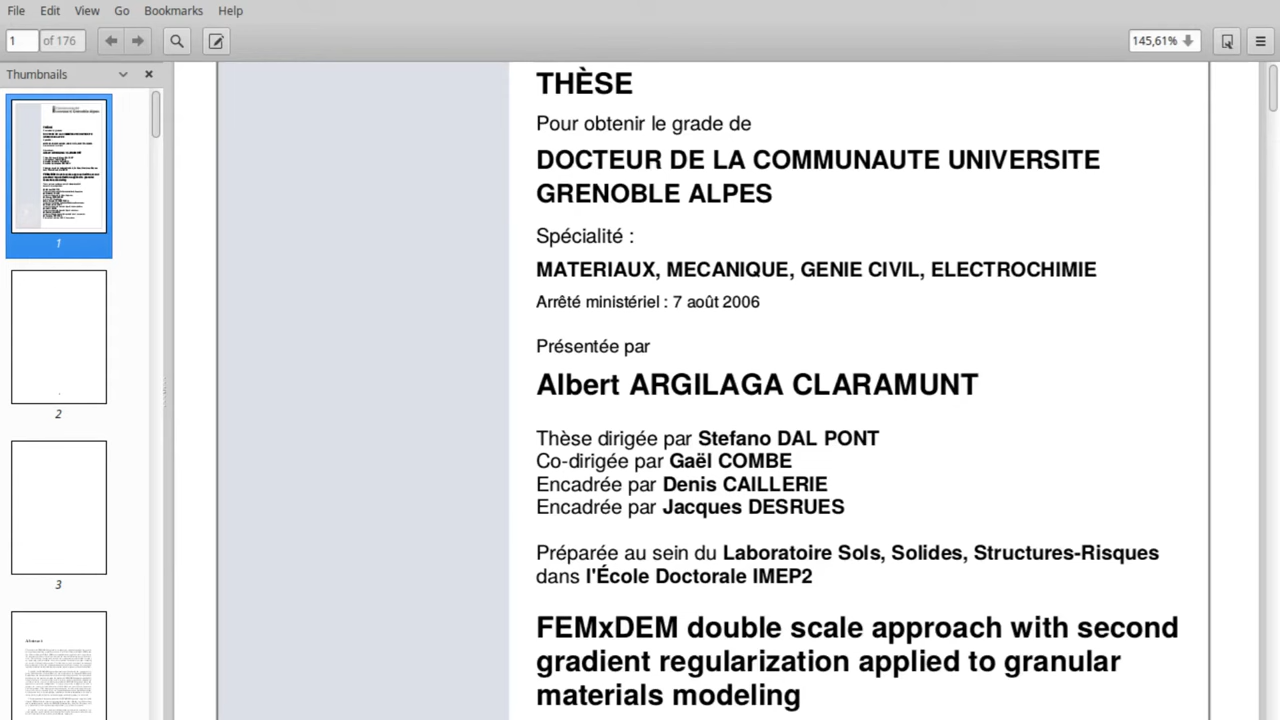 File Edit View Go Bookmarks Help
1 of 176 145,61%
Thumbnails
1
2
3
THÈSE
Pour obtenir le grade de
DOCTEUR DE LA COMMUNAUTE UNIVERSITE
GRENOBLE ALPES
Spécialité :
MATERIAUX, MECANIQUE, GENIE CIVIL, ELECTROCHIMIE
Arrêté ministériel : 7 août 2006
Présentée par
Albert ARGILAGA CLARAMUNT
Thèse dirigée par Stefano DAL PONT
Co-dirigée par Gaël COMBE
Encadrée par Denis CAILLERIE
Encadrée par Jacques DESRUES
Préparée au sein du Laboratoire Sols, Solides, Structures-Risques
dans l'École Doctorale IMEP2
FEMxDEM double scale approach with second
gradient regularization applied to granular
materials modeling